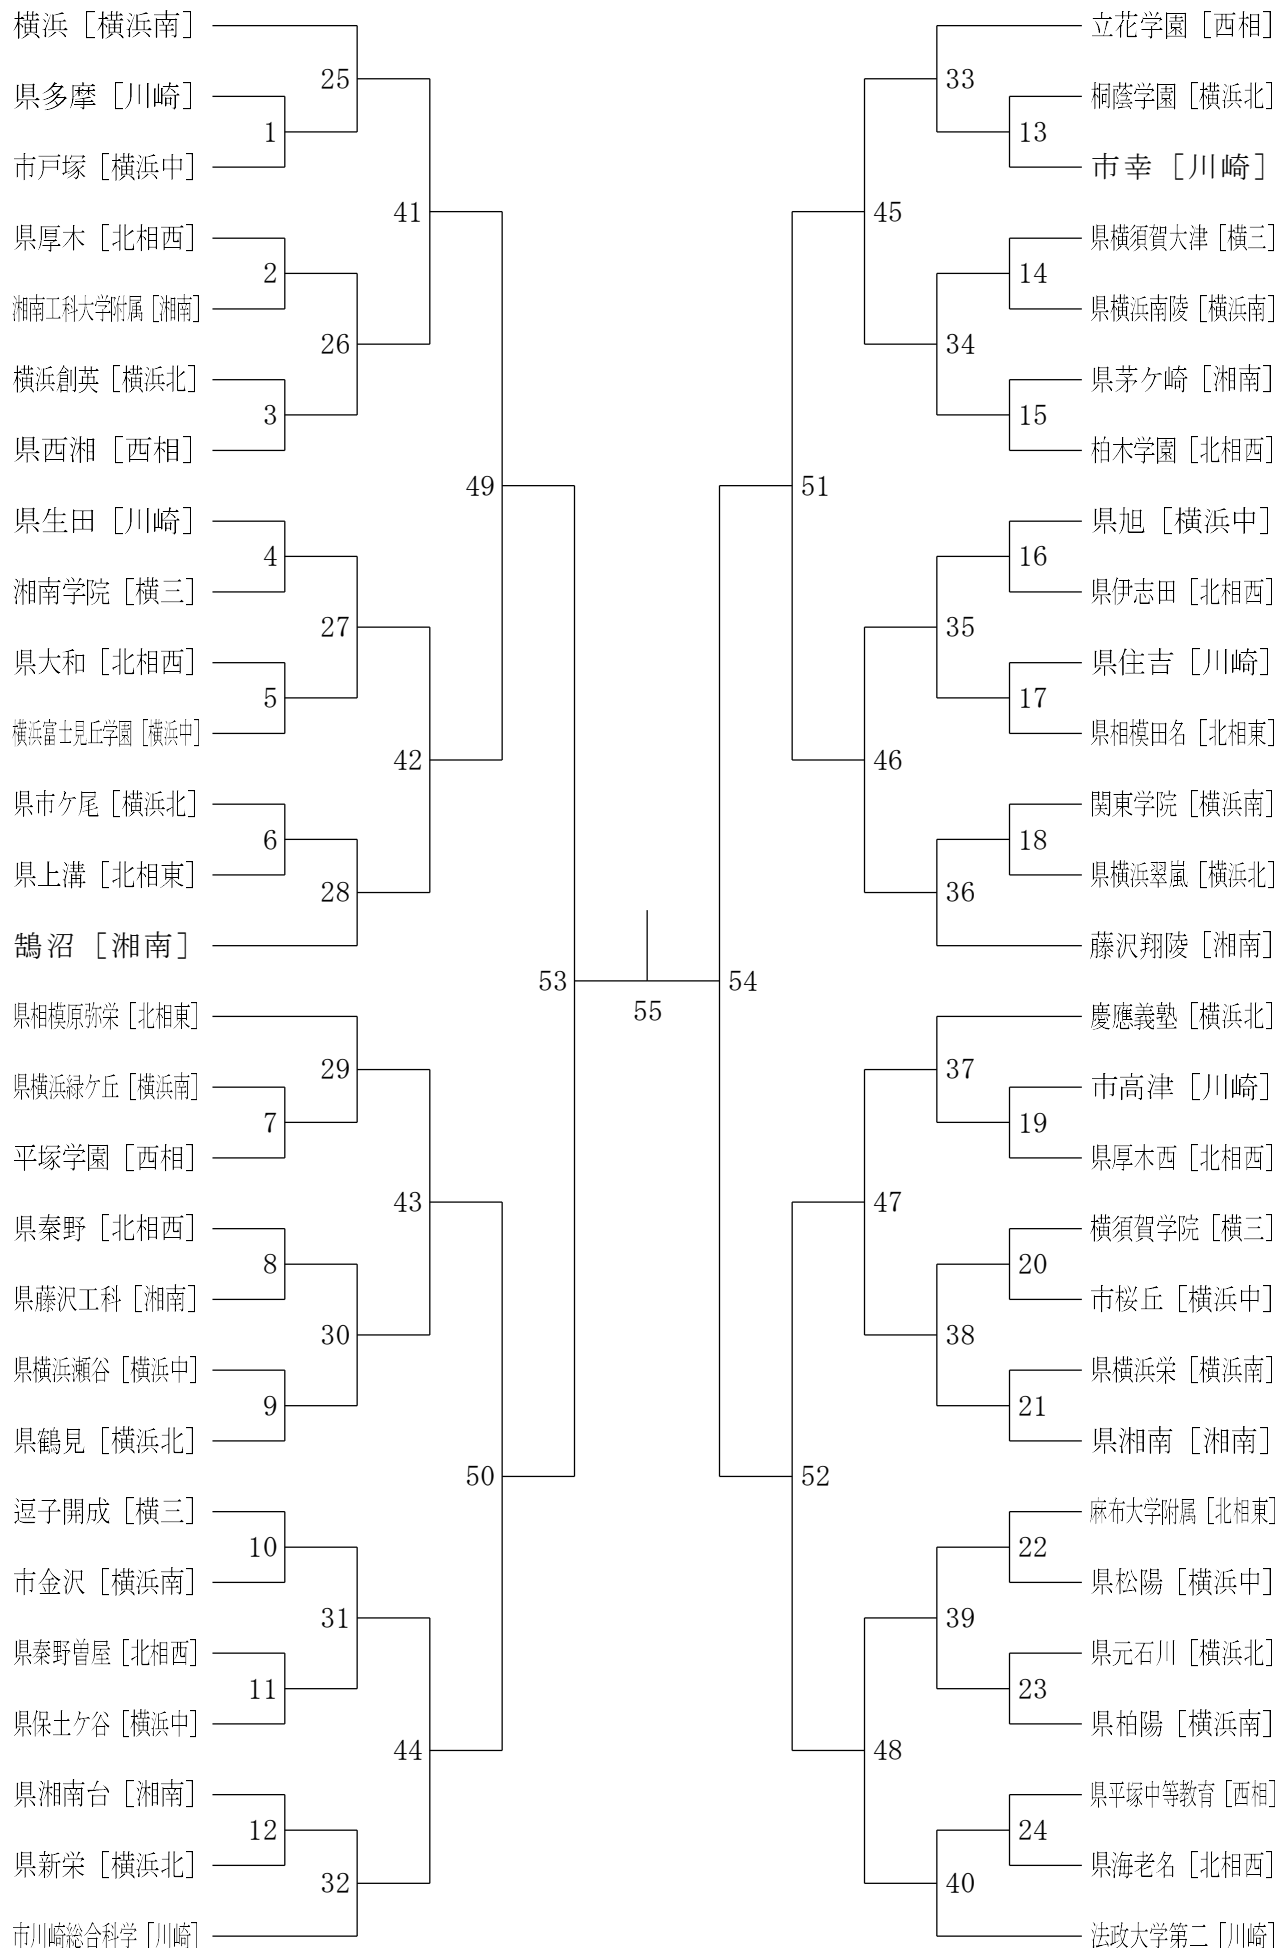 横浜［横浜南］
25
県多摩［川崎］
1
市戸塚［横浜中］
41
県厚木［北相西］
2
湘南工科大学附属［湘南］
26
横浜創英［横浜北］
3
県西湘［西相］
49
県生田［川崎］
4
湘南学院［横三］
27
県大和［北相西］
5
横浜富士見丘学園［横浜中］
42
県市ケ尾［横浜北］
6
県上溝［北相東］
28
鵠沼［湘南］
53
県相模原弥栄［北相東］
29
県横浜緑ケ丘［横浜南］
7
平塚学園［西相］
43
県秦野［北相西］
8
県藤沢工科［湘南］
30
県横浜瀬谷［横浜中］
9
県鶴見［横浜北］
50
逗子開成［横三］
10
市金沢［横浜南］
31
県秦野曽屋［北相西］
11
県保土ケ谷［横浜中］
44
県湘南台［湘南］
12
県新栄［横浜北］
32
市川崎総合科学［川崎］
55
立花学園［西相］
33
桐蔭学園［横浜北］
13
市幸［川崎］
45
県横須賀大津［横三］
14
県横浜南陵［横浜南］
34
県茅ケ崎［湘南］
15
柏木学園［北相西］
51
県旭［横浜中］
16
県伊志田［北相西］
35
県住吉［川崎］
17
県相模田名［北相東］
46
関東学院［横浜南］
18
県横浜翠嵐［横浜北］
36
藤沢翔陵［湘南］
54
慶應義塾［横浜北］
37
市高津［川崎］
19
県厚木西［北相西］
47
横須賀学院［横三］
20
市桜丘［横浜中］
38
県横浜栄［横浜南］
21
県湘南［湘南］
52
麻布大学附属［北相東］
22
県松陽［横浜中］
39
県元石川［横浜北］
23
県柏陽［横浜南］
48
県平塚中等教育［西相］
24
県海老名［北相西］
40
法政大学第二［川崎］